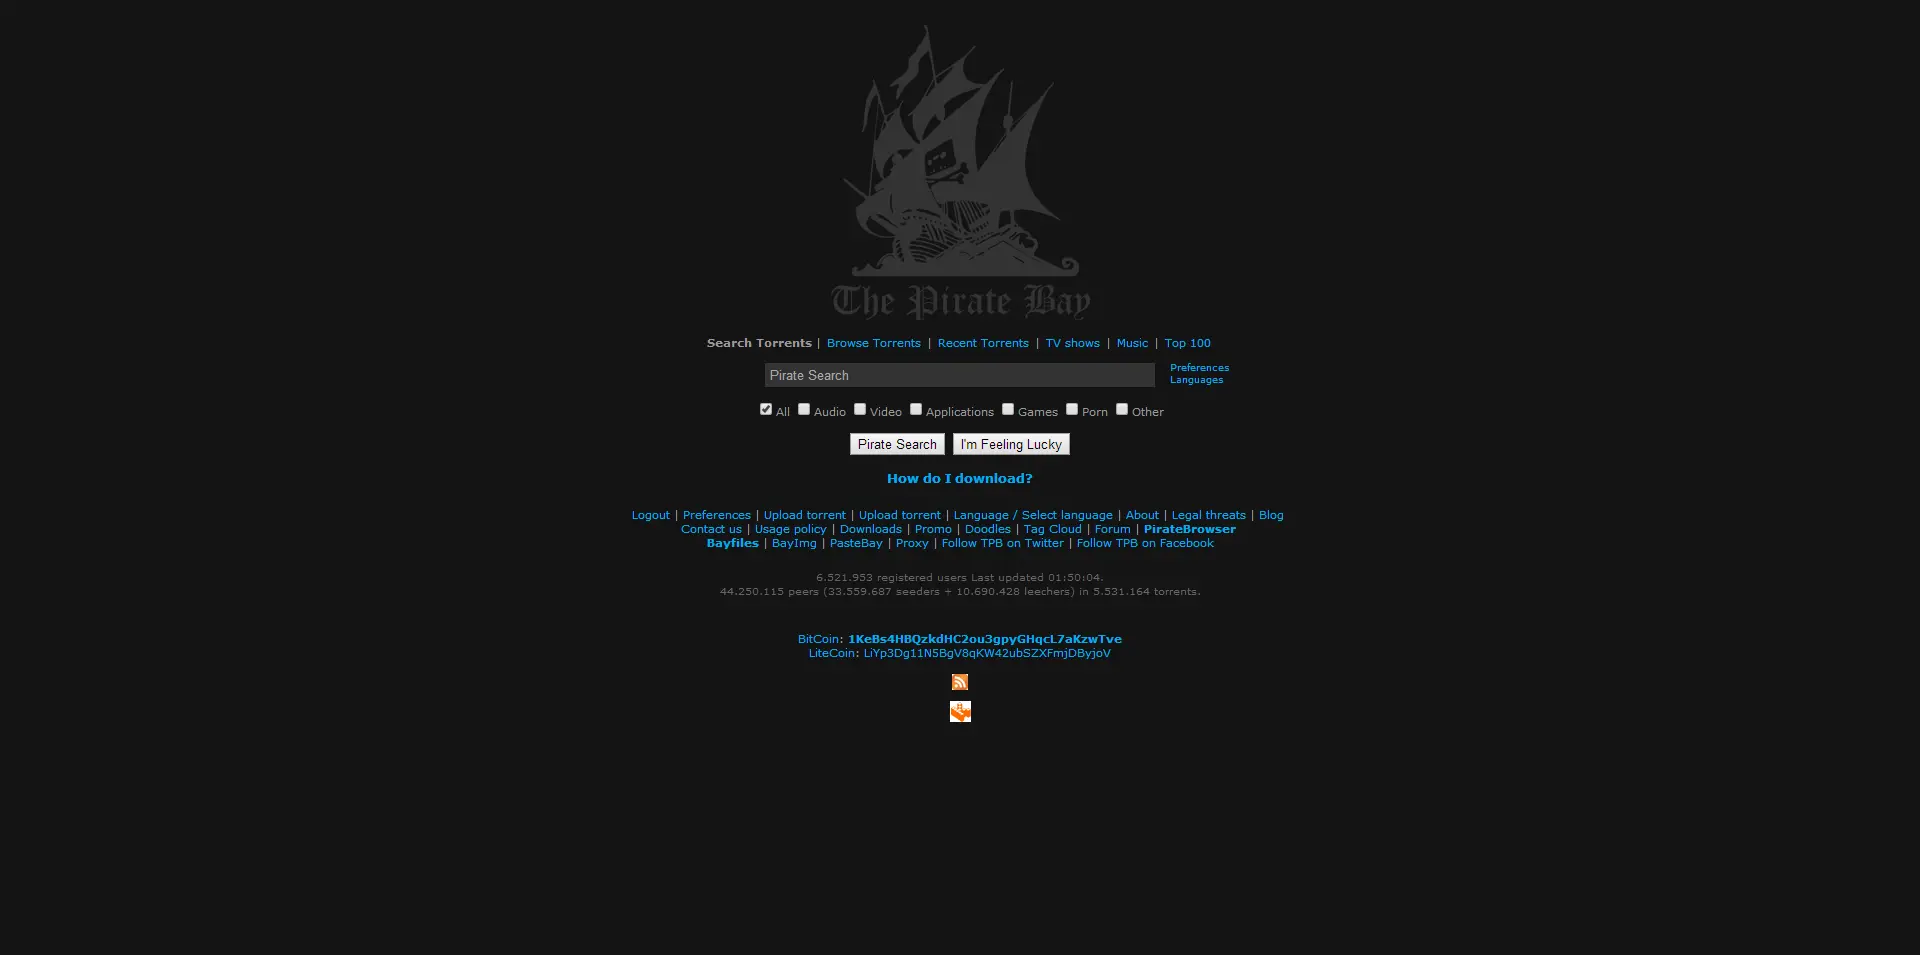 The Pirate Bay
Search Torrents | Browse Torrents | Recent Torrents | TV shows | Music | Top 100
Pirate Search
Preferences
Languages
All Audio Video Applications Games Porn Other
Pirate Search I'm Feeling Lucky
How do I download?
Logout | Preferences | Upload torrent | Upload torrent | Language / Select language | About | Legal threats | Blog
Contact us | Usage policy | Downloads | Promo | Doodles | Tag Cloud | Forum | PirateBrowser
Bayfiles | BayImg | PasteBay | Proxy | Follow TPB on Twitter | Follow TPB on Facebook
6.521.953 registered users Last updated 01:50:04.
44.250.115 peers (33.559.687 seeders + 10.690.428 leechers) in 5.531.164 torrents.
BitCoin: 1KeBs4HBQzkdHC2ou3gpyGHqcL7aKzwTve
LiteCoin: LiYp3Dg11N5BgV8qKW42ubSZXFmjDByjoV